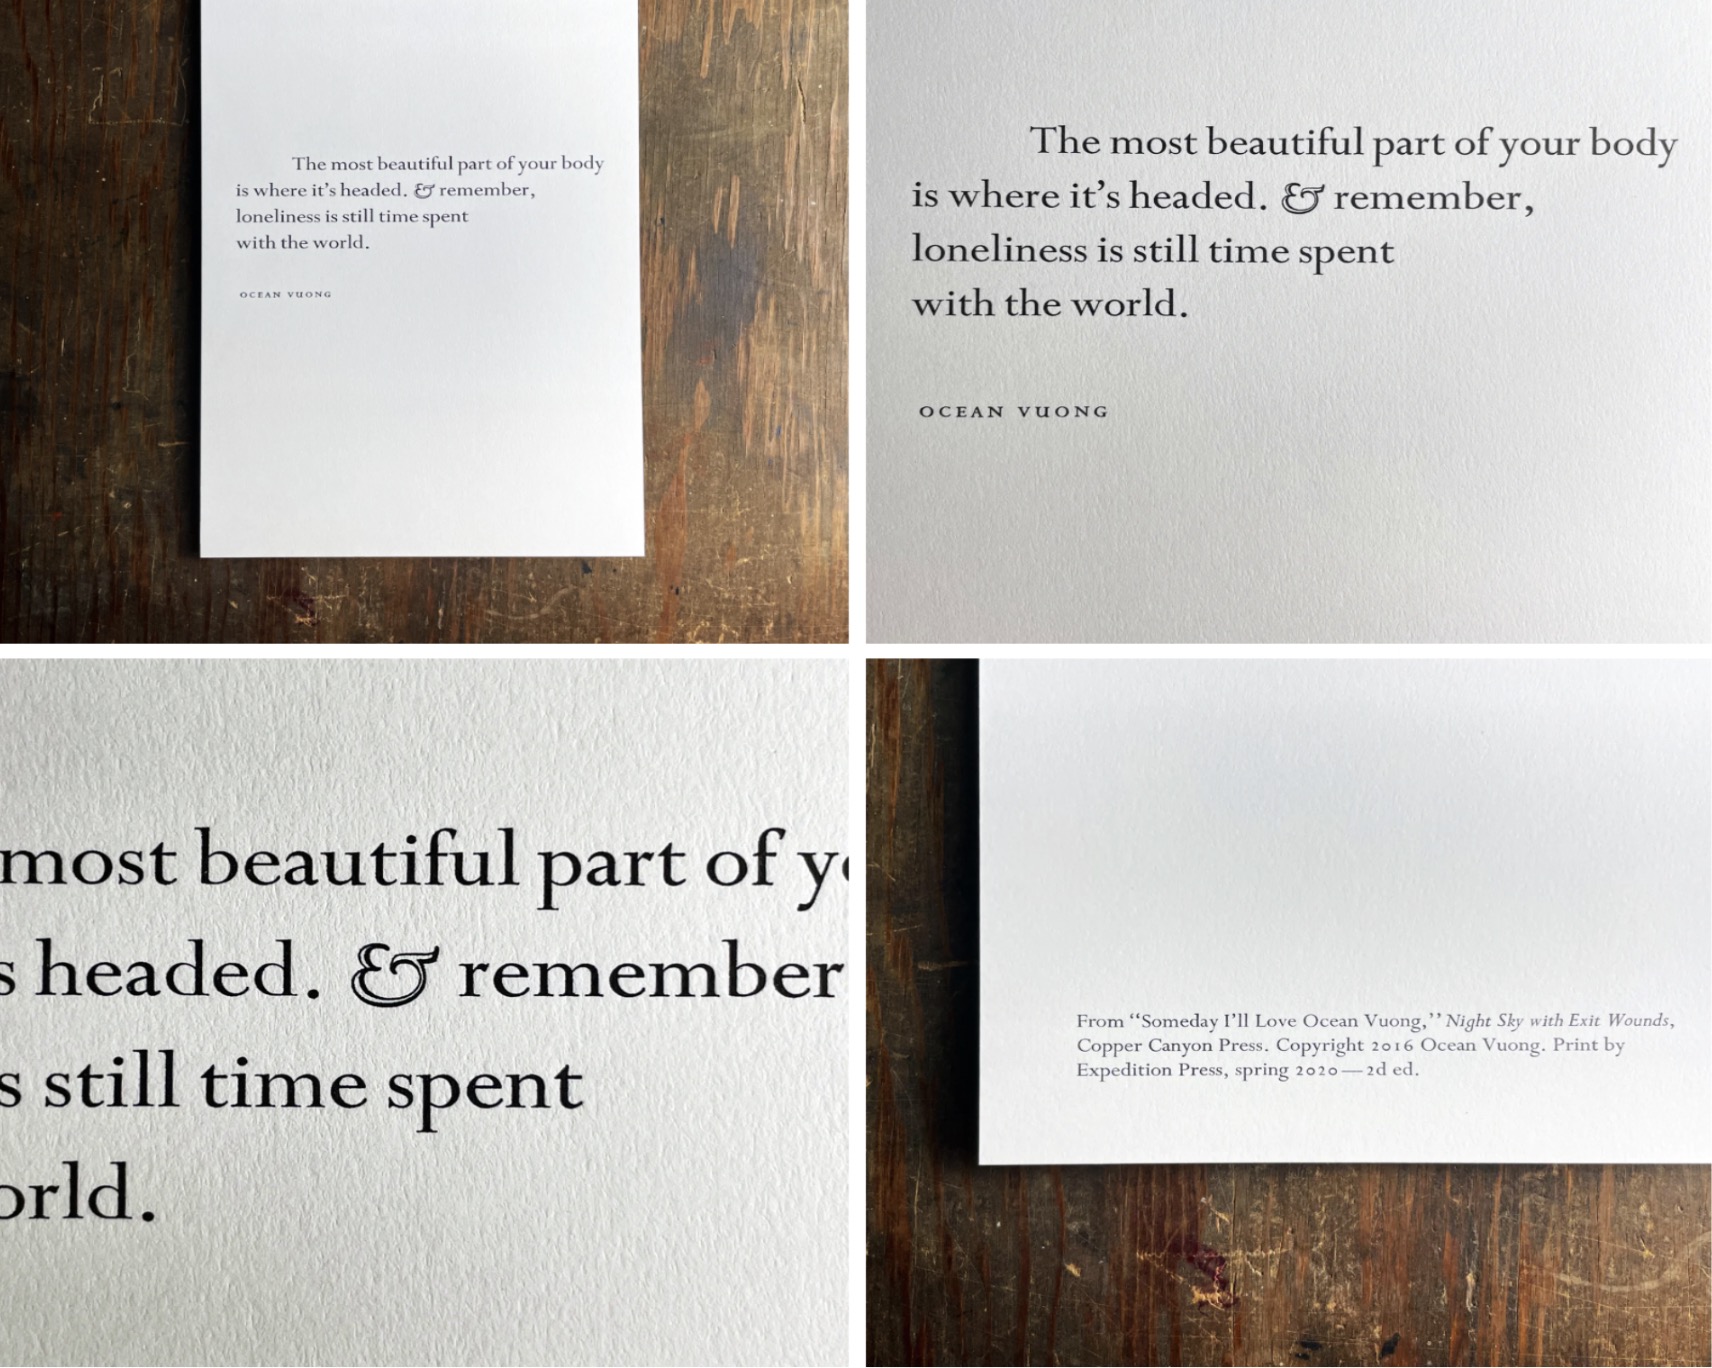 The most beautiful part of your body
is where it’s headed. & remember,
loneliness is still time spent
with the world.
OCEAN VUONG
The most beautiful part of your body
is where it’s headed. & remember,
loneliness is still time spent
with the world.
OCEAN VUONG
most beautiful part of yo
s headed. & remember
s still time spent
orld.
From “Someday I’ll Love Ocean Vuong,” Night Sky with Exit Wounds,
Copper Canyon Press. Copyright 2016 Ocean Vuong. Print by
Expedition Press, spring 2020—2d ed.